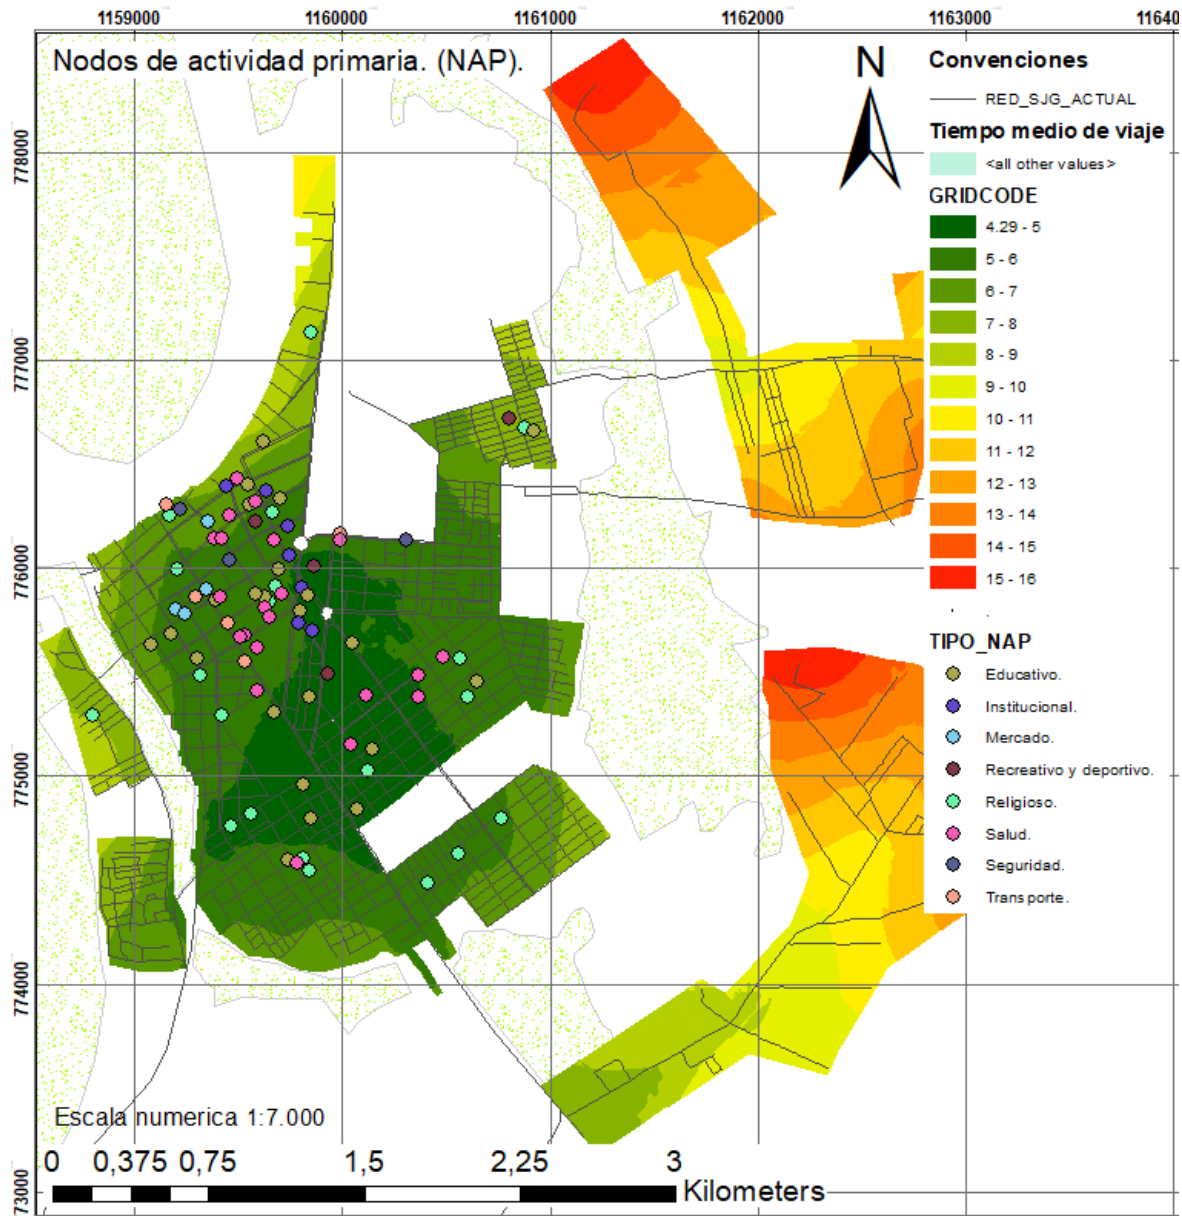 1159000 1160000 1161000 1162000 1163000 11640
Nodos de actividad primaria. (NAP).
N
Convenciones
RED_SJG_ACTUAL
Tiempo medio de viaje
<all other values>
GRIDCODE
4.29 - 5
5 - 6
6 - 7
7 - 8
8 - 9
9 - 10
10 - 11
11 - 12
12 - 13
13 - 14
14 - 15
15 - 16
TIPO_NAP
Educativo.
Institucional.
Mercado.
Recreativo y deportivo.
Religioso.
Salud.
Seguridad.
Transporte.
778000
777000
776000
775000
774000
73000
Escala numerica 1:7.000
0 0,375 0,75 1,5 2,25 3
Kilometers